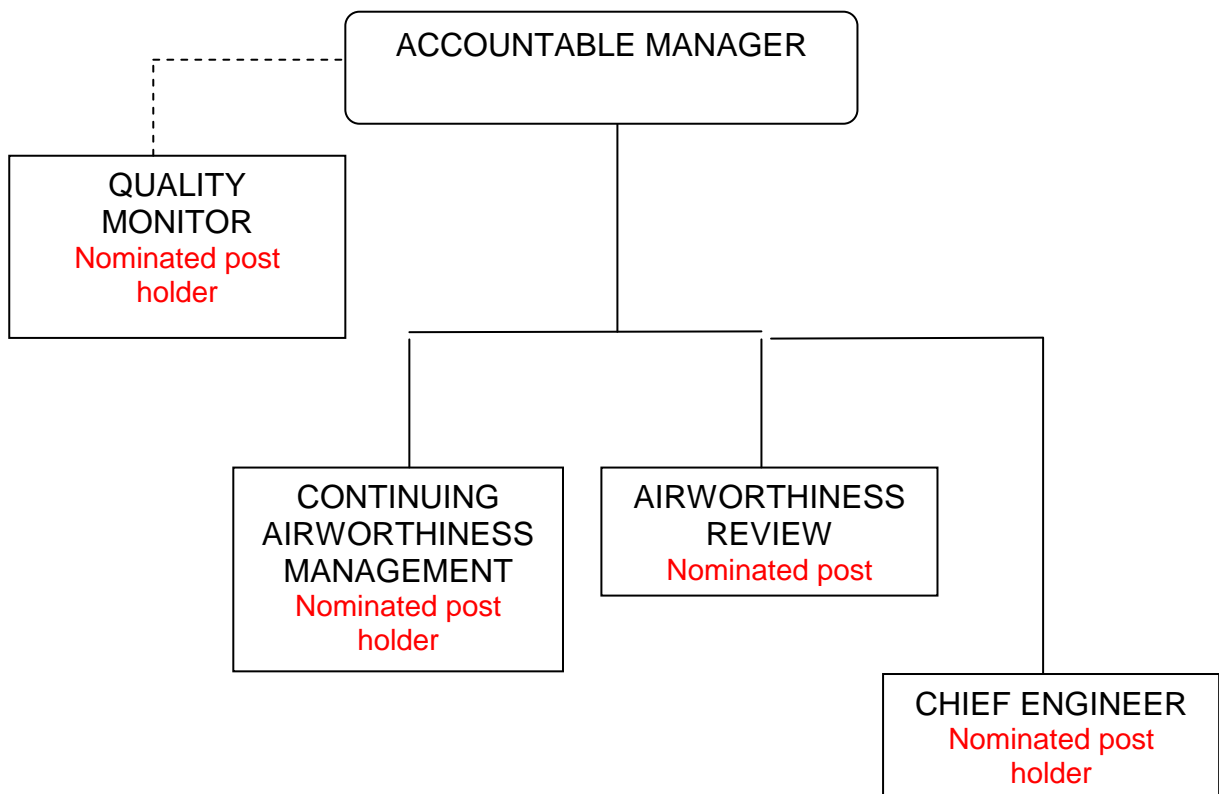 ACCOUNTABLE MANAGER
QUALITY
MONITOR
Nominated post
holder
CONTINUING
AIRWORTHINESS
MANAGEMENT
Nominated post
holder
AIRWORTHINESS
REVIEW
Nominated post
CHIEF ENGINEER
Nominated post
holder